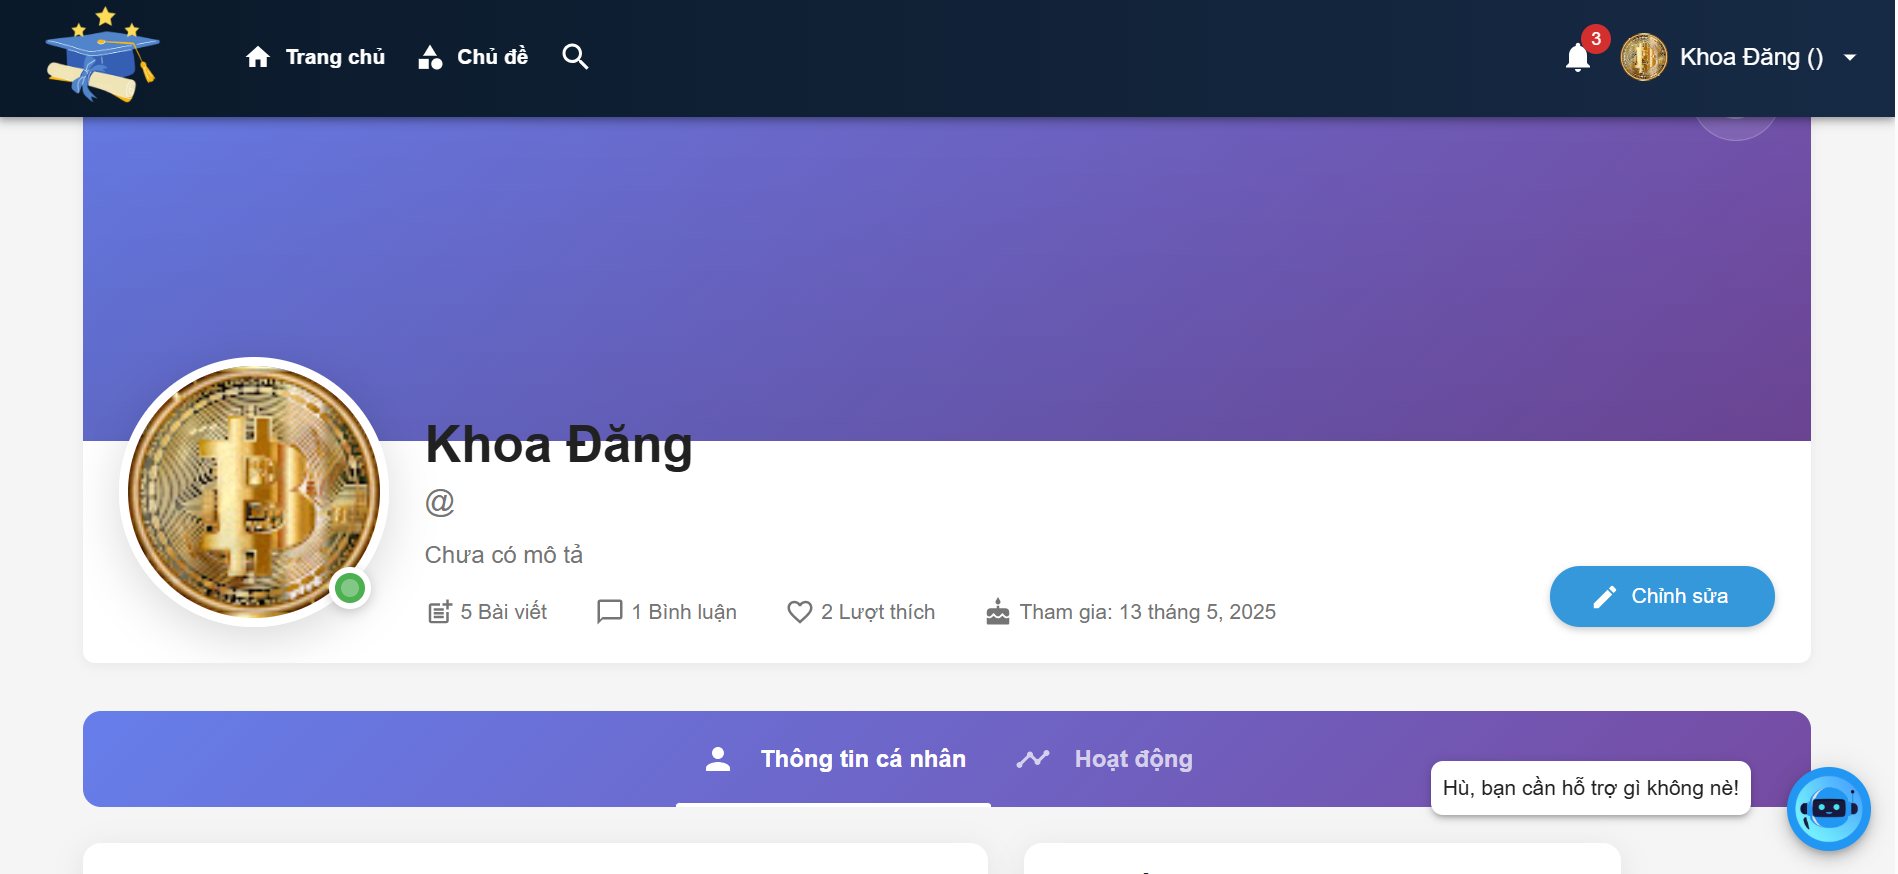 Trang chủ
Chủ đề
3
Khoa Đăng ()
Khoa Đăng
@
Chưa có mô tả
5 Bài viết
1 Bình luận
2 Lượt thích
Tham gia: 13 tháng 5, 2025
Chỉnh sửa
Thông tin cá nhân
Hoạt động
Hù, bạn cần hỗ trợ gì không nè!